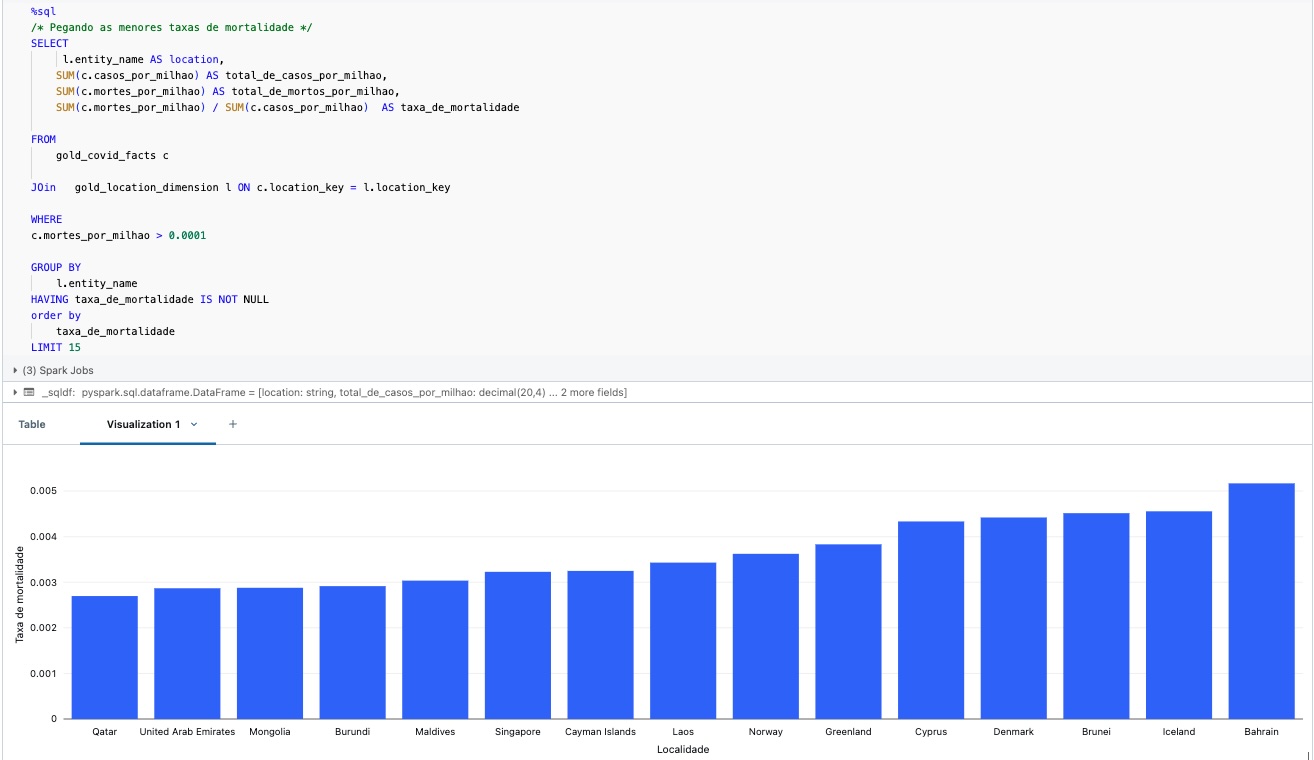 %sql
/* Pegando as menores taxas de mortalidade */
SELECT
l.entity_name AS location,
SUM(c.casos_por_milhao) AS total_de_casos_por_milhao,
SUM(c.mortes_por_milhao) AS total_de_mortos_por_milhao,
SUM(c.mortes_por_milhao) / SUM(c.casos_por_milhao)  AS taxa_de_mortalidade
FROM
gold_covid_facts c
JOin   gold_location_dimension l ON c.location_key = l.location_key
WHERE
c.mortes_por_milhao > 0.0001
GROUP BY
l.entity_name
HAVING taxa_de_mortalidade IS NOT NULL
order by
taxa_de_mortalidade
LIMIT 15
(3) Spark Jobs
_sqldf: pyspark.sql.dataframe.DataFrame = [location: string, total_de_casos_por_milhao: decimal(20,4) ... 2 more fields]
Table Visualization 1 +
0.005
0.004
0.003
0.002
0.001
0
Taxa de mortalidade
Qatar United Arab Emirates Mongolia Burundi Maldives Singapore Cayman Islands Laos Norway Greenland Cyprus Denmark Brunei Iceland Bahrain
Localidade